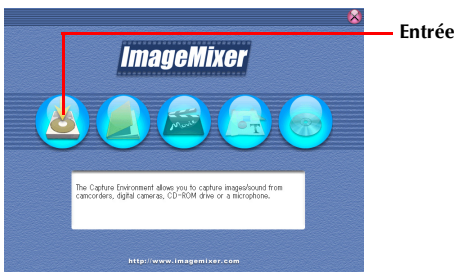 Entrée
ImageMixer
Movie
T
The Capture Environment allows you to capture images/sound from
camcorders, digital cameras, CD-ROM drive or a microphone.
http://www.imagemixer.com